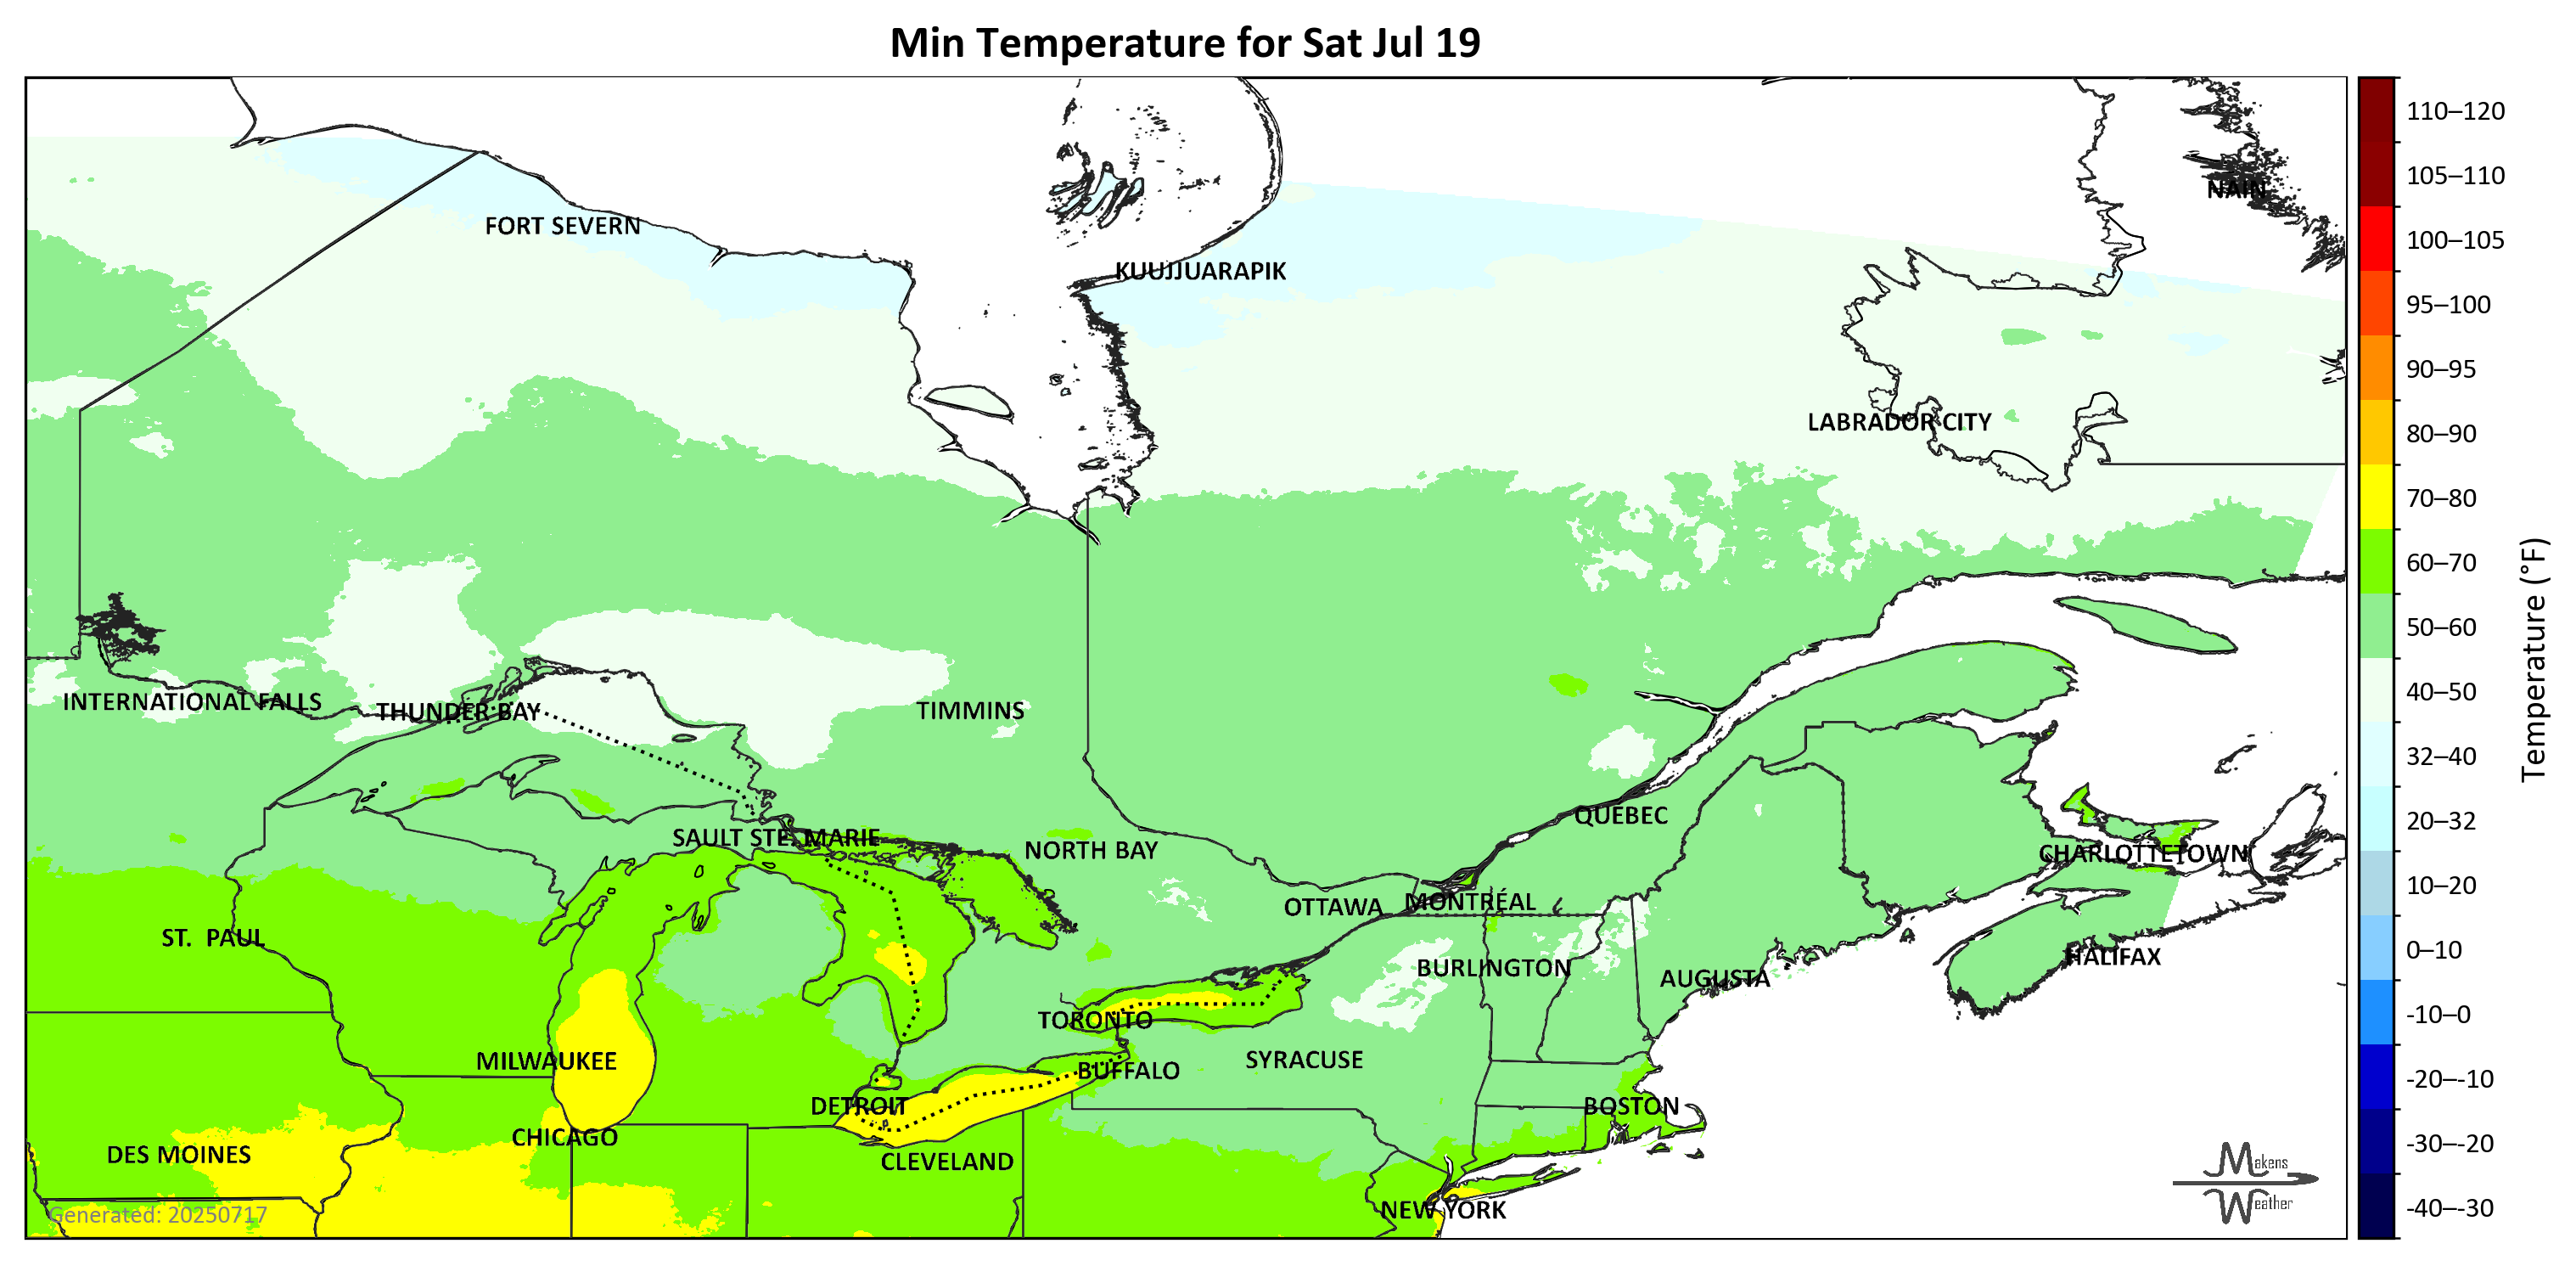 Min Temperature for Sat Jul 19
110–120
NAIN
105–110
FORT SEVERN
100–105
KUUJJUARAPIK
95–100
90–95
LABRADOR CITY
80–90
70–80
60–70
50–60
Temperature (°F)
40–50
INTERNATIONAL FALLS
THUNDER BAY
TIMMINS
32–40
QUÉBEC
20–32
SAULT STE. MARIE
NORTH BAY
CHARLOTTETOWN
10–20
OTTAWA
MONTRÉAL
ST. PAUL
0–10
BURLINGTON
AUGUSTA
HALIFAX
-10–0
TORONTO
MILWAUKEE
SYRACUSE
BUFFALO
-20–-10
DETROIT
BOSTON
CHICAGO
-30–-20
DES MOINES
CLEVELAND
Makens
Weather
NEW YORK
-40–-30
Generated: 20250717